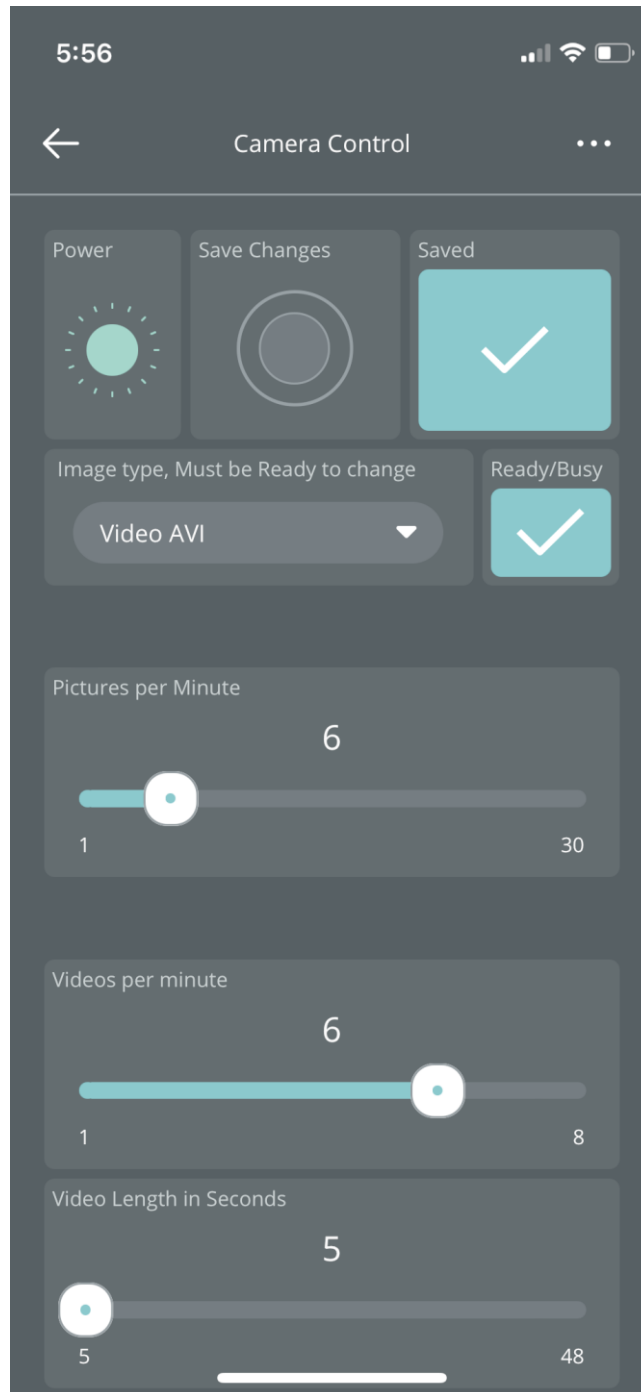 5:56
Camera Control
Power
Save Changes
Saved
Image type, Must be Ready to change
Ready/Busy
Video AVI
Pictures per Minute
6
1
30
Videos per minute
6
1
8
Video Length in Seconds
5
5
48